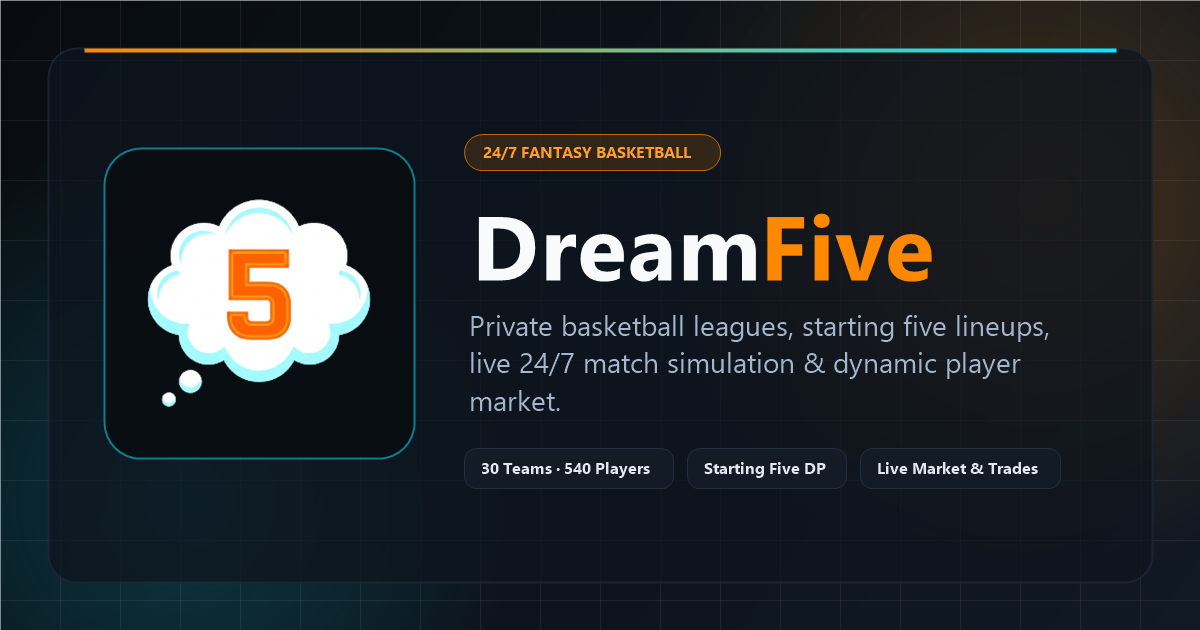 5
24/7 FANTASY BASKETBALL
DreamFive
Private basketball leagues, starting five lineups,
live 24/7 match simulation & dynamic player
market.
30 Teams · 540 Players
Starting Five DP
Live Market & Trades